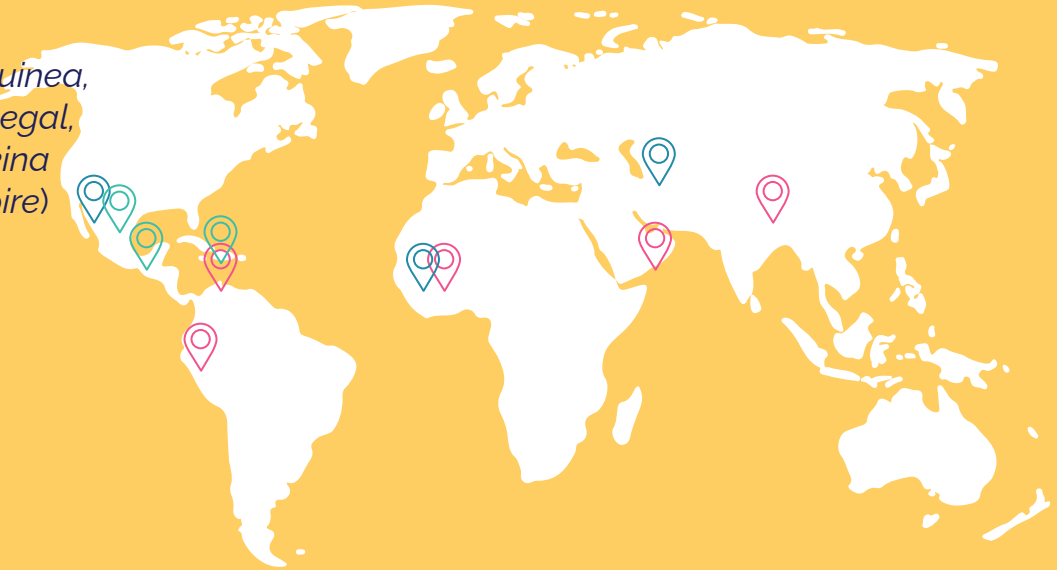 uinea,
egal,
ina
ire)